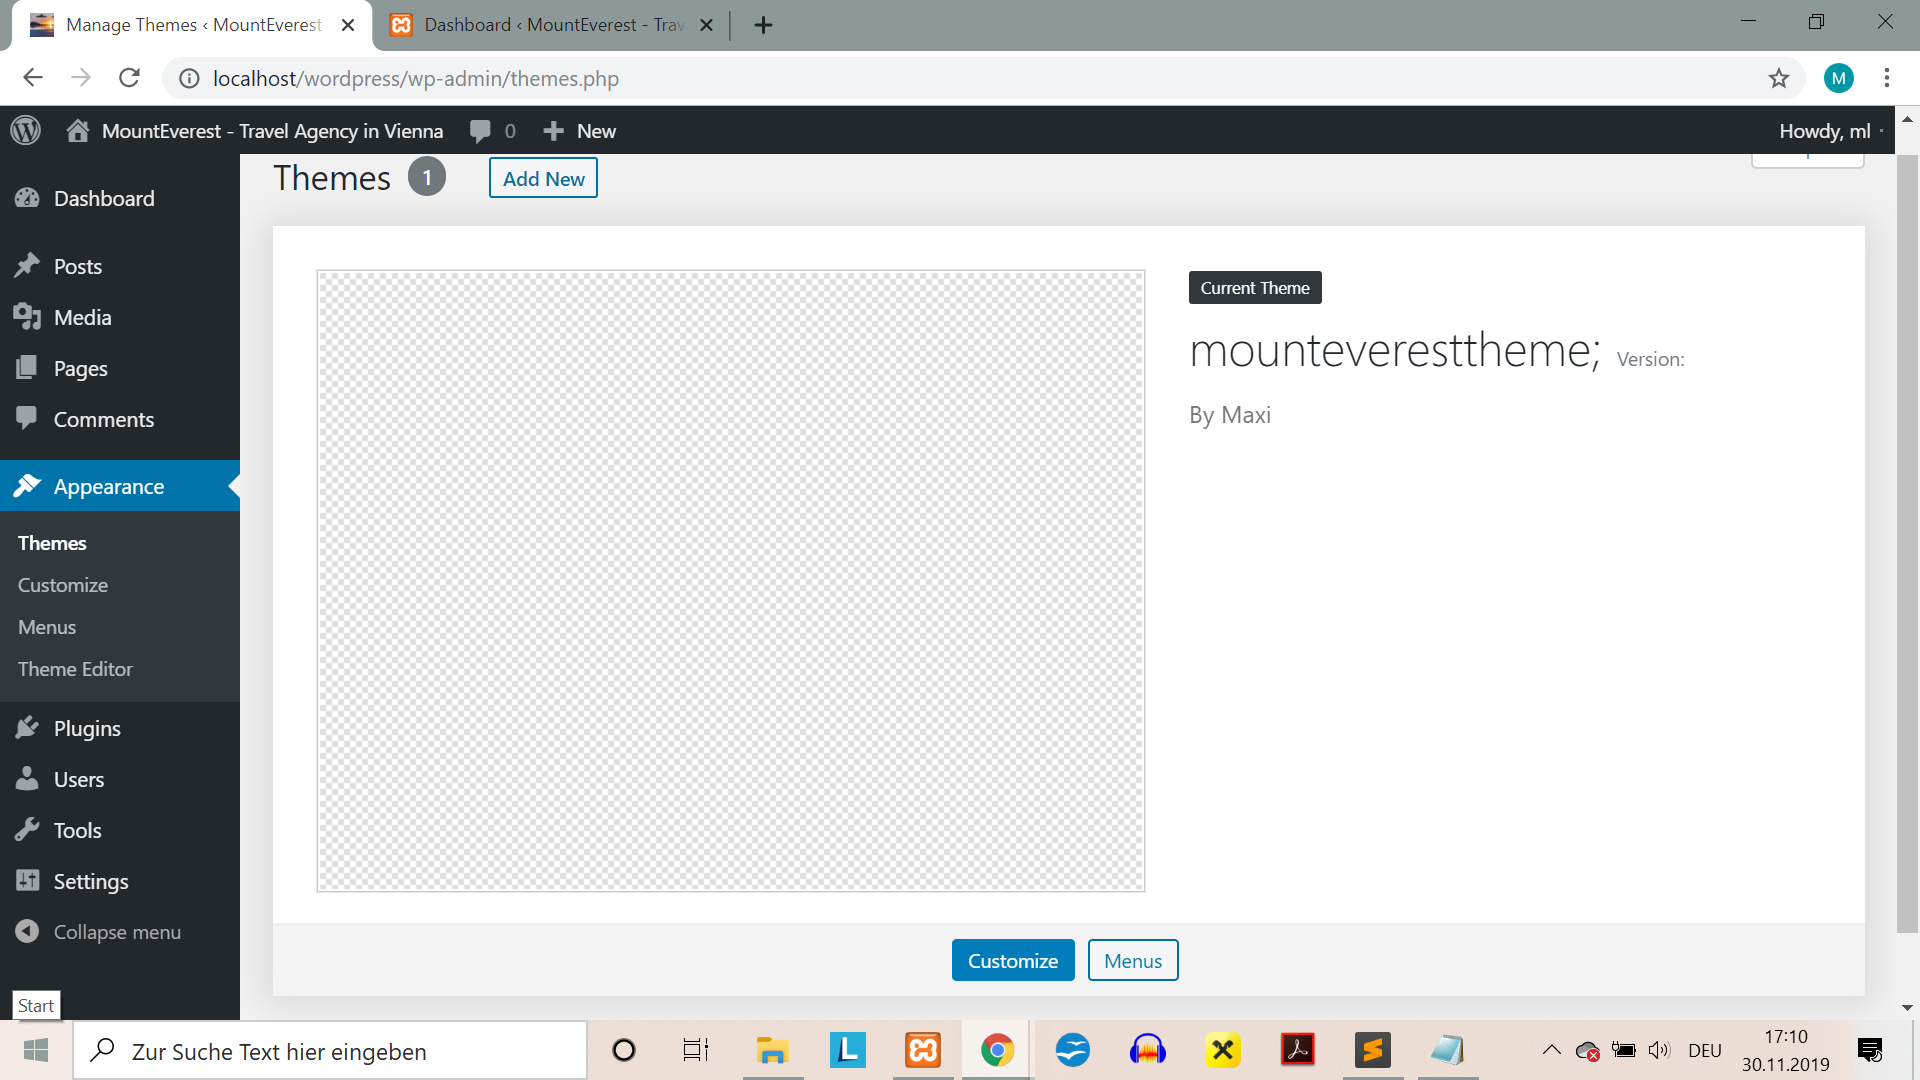 Manage Themes ‹ MountEverest
Dashboard ‹ MountEverest - Trav
localhost/wordpress/wp-admin/themes.php
M
MountEverest - Travel Agency in Vienna
0
New
Howdy, ml
Themes
1
Add New
Dashboard
Posts
Media
Pages
Comments
Appearance
Themes
Customize
Menus
Theme Editor
Plugins
Users
Tools
Settings
Collapse menu
Current Theme
mounteveresttheme; Version:
By Maxi
Customize
Menus
Start
Zur Suche Text hier eingeben
L
DEU
17:10
30.11.2019